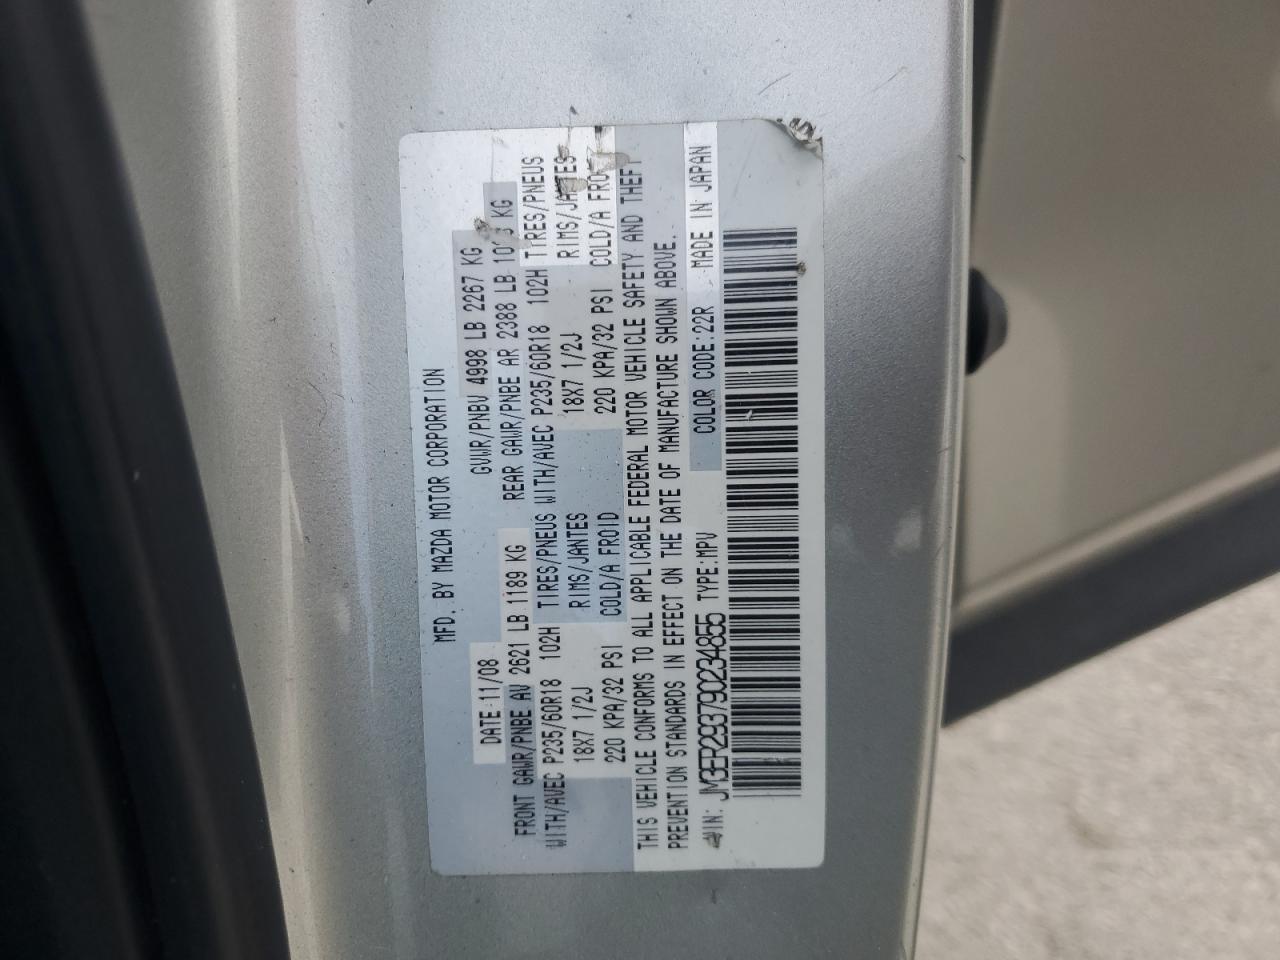 MFD. BY MAZDA MOTOR CORPORATION
DATE:11/08 GVWR/PNBV 4998 LB 2267 KG
FRONT GAWR/PNBE AV 2621 LB 1189 KG REAR GAWR/PNBE AR 2388 LB KG
WITH/AVEC P235/60R18 102H TIRES/PNEUS WITH/AVEC P235/60R18 102H TIRES/PNEUS
18X7 1/2J RIMS/JANTES 18X7 1/2J RIMS/JANTES
220 KPA/32 PSI COLD/A FROID 220 KPA/32 PSI COLD/A
THIS VEHICLE CONFORMS TO ALL APPLICABLE FEDERAL MOTOR VEHICLE SAFETY AND THEFT
PREVENTION STANDARDS IN EFFECT ON THE DATE OF MANUFACTURE SHOWN ABOVE.
VIN: JM3ER293790234855 TYPE:MPV COLOR CODE:22R MADE IN JAPAN